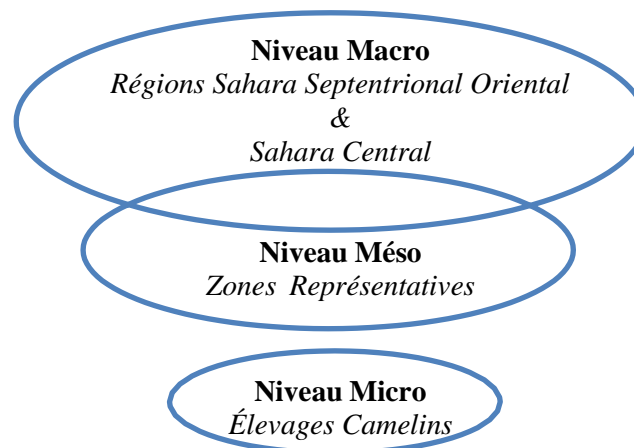 Niveau Macro
Régions Sahara Septentrional Oriental
&
Sahara Central
Niveau Méso
Zones Représentatives
Niveau Micro
Élevages Camelins